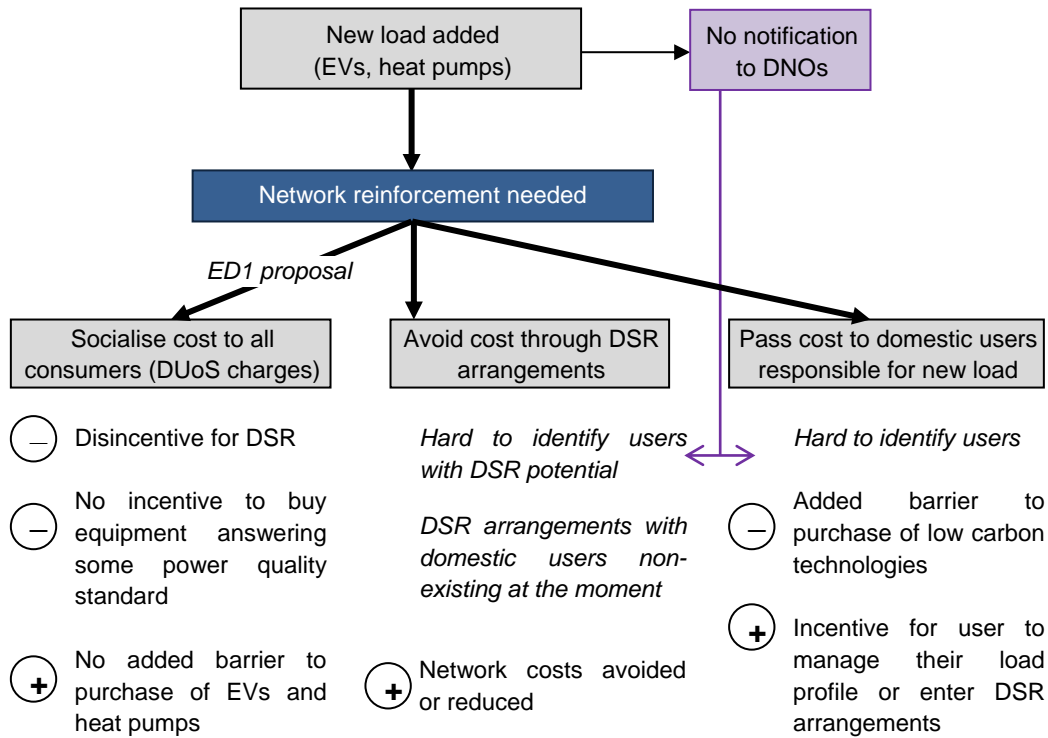 New load added
(EVs, heat pumps)
No notification
to DNOs
Network reinforcement needed
ED1 proposal
Socialise cost to all
consumers (DUoS charges)
Avoid cost through DSR
arrangements
Pass cost to domestic users
responsible for new load
– Disincentive for DSR
– No incentive to buy
equipment answering
some power quality
standard
+ No added barrier to
purchase of EVs and
heat pumps
Hard to identify users
with DSR potential
DSR arrangements with
domestic users non-
existing at the moment
+ Network costs avoided
or reduced
Hard to identify users
– Added barrier to
purchase of low carbon
technologies
+ Incentive for user to
manage their load
profile or enter DSR
arrangements